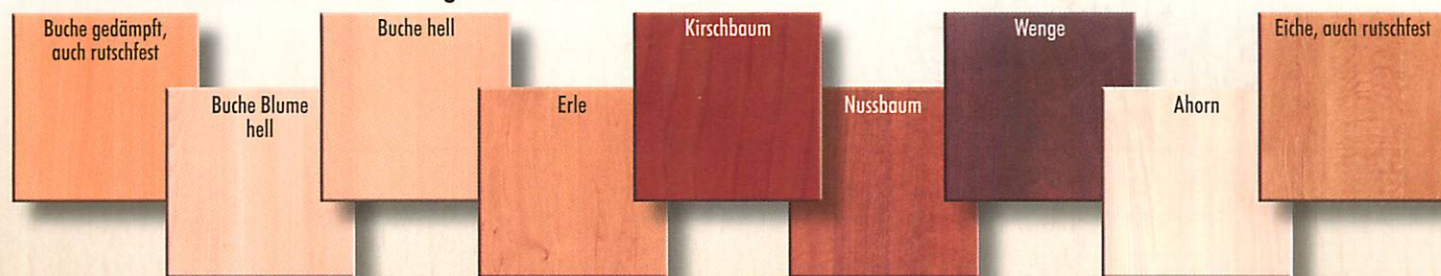 Buche gedämpft,
auch rutschfest
Buche Blume
hell
Buche hell
Erle
Kirschbaum
Nussbaum
Wenge
Ahorn
Eiche, auch rutschfest